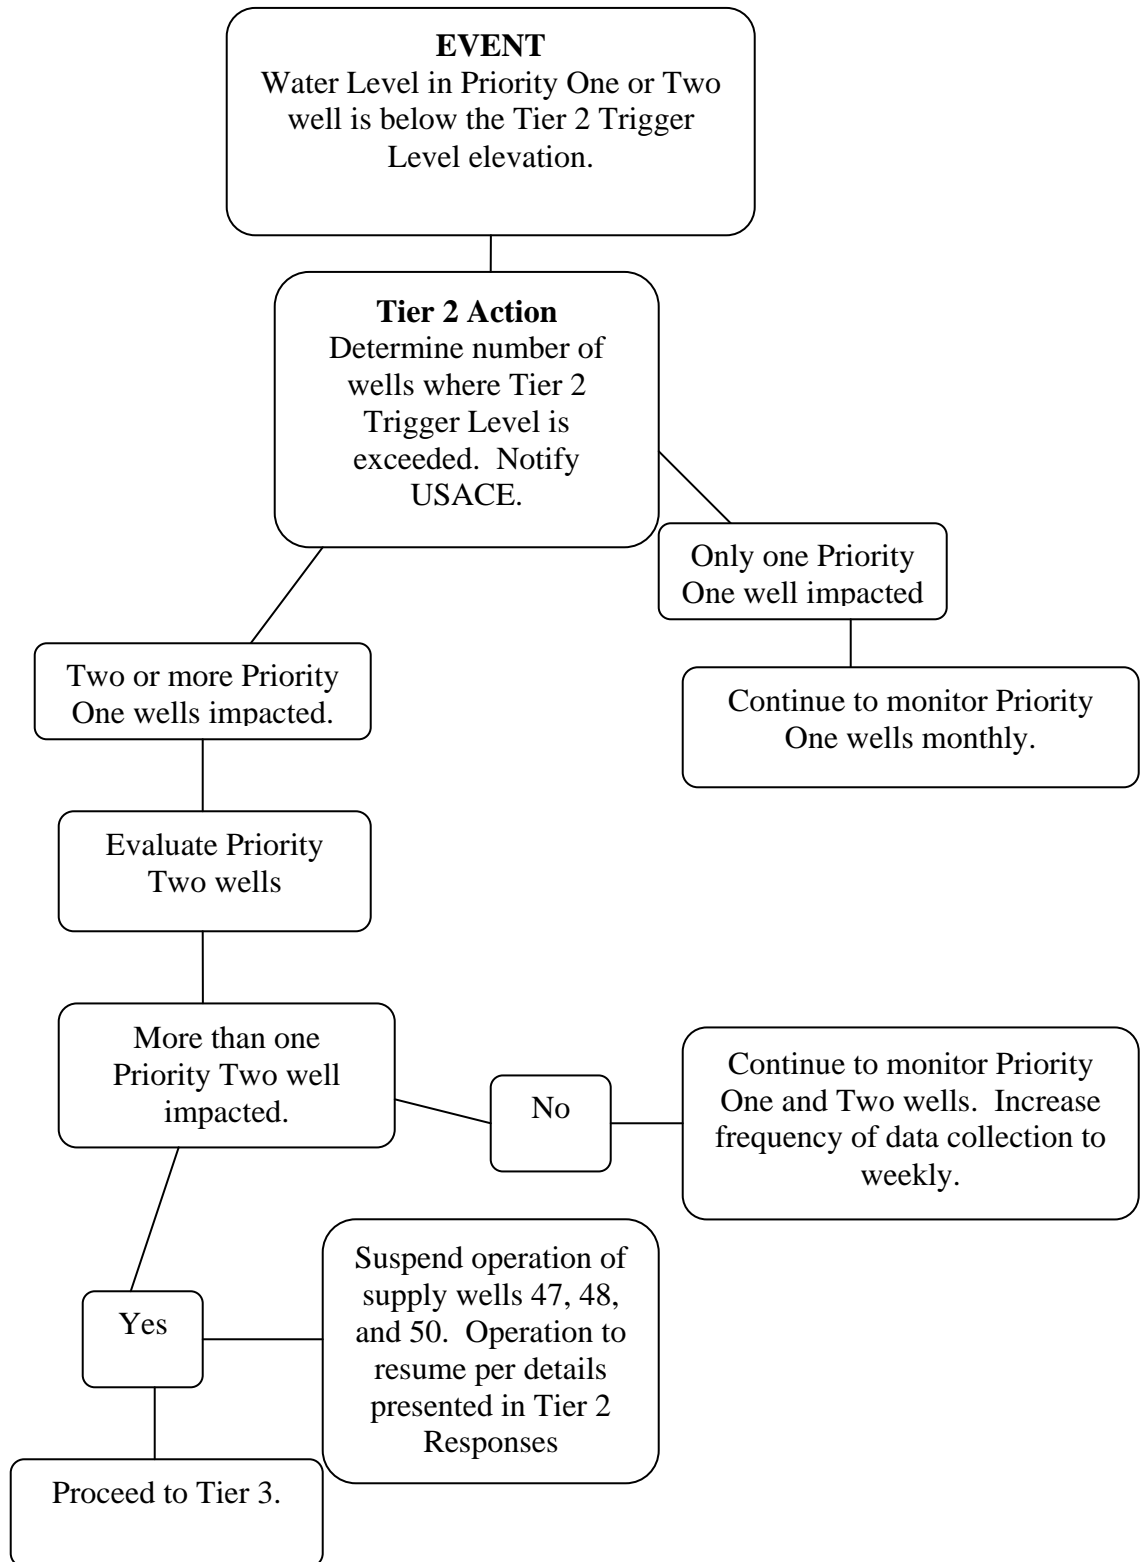 EVENT
Water Level in Priority One or Two
well is below the Tier 2 Trigger
Level elevation.
Tier 2 Action
Determine number of
wells where Tier 2
Trigger Level is
exceeded.  Notify
USACE.
Only one Priority
One well impacted
Two or more Priority
One wells impacted.
Continue to monitor Priority
One wells monthly.
Evaluate Priority
Two wells
More than one
Priority Two well
impacted.
No
Continue to monitor Priority
One and Two wells.  Increase
frequency of data collection to
weekly.
Yes
Suspend operation of
supply wells 47, 48,
and 50.  Operation to
resume per details
presented in Tier 2
Responses
Proceed to Tier 3.